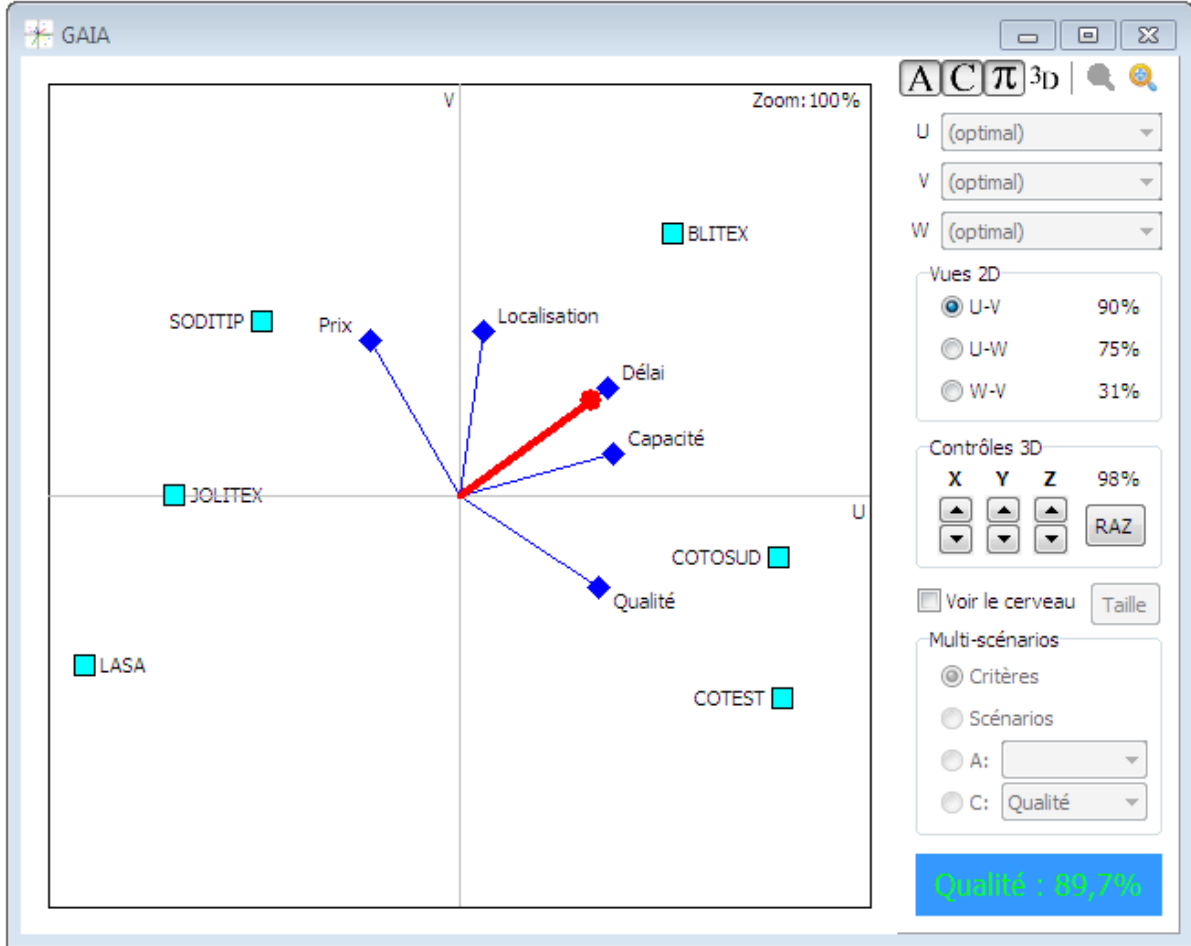 GAIA
V
Zoom: 100%
BLITEX
SODITIP
Prix
Localisation
Délai
Capacité
JOLITEX
U
COTOSUD
Qualité
LASA
COTEST
A C π 3D
U (optimal)
V (optimal)
W (optimal)
Vues 2D
U-V 90%
U-W 75%
W-V 31%
Contrôles 3D
X Y Z 98%
RAZ
Voir le cerveau Taille
Multi-scénarios
Critères
Scénarios
A:
C: Qualité
Qualité : 89,7%